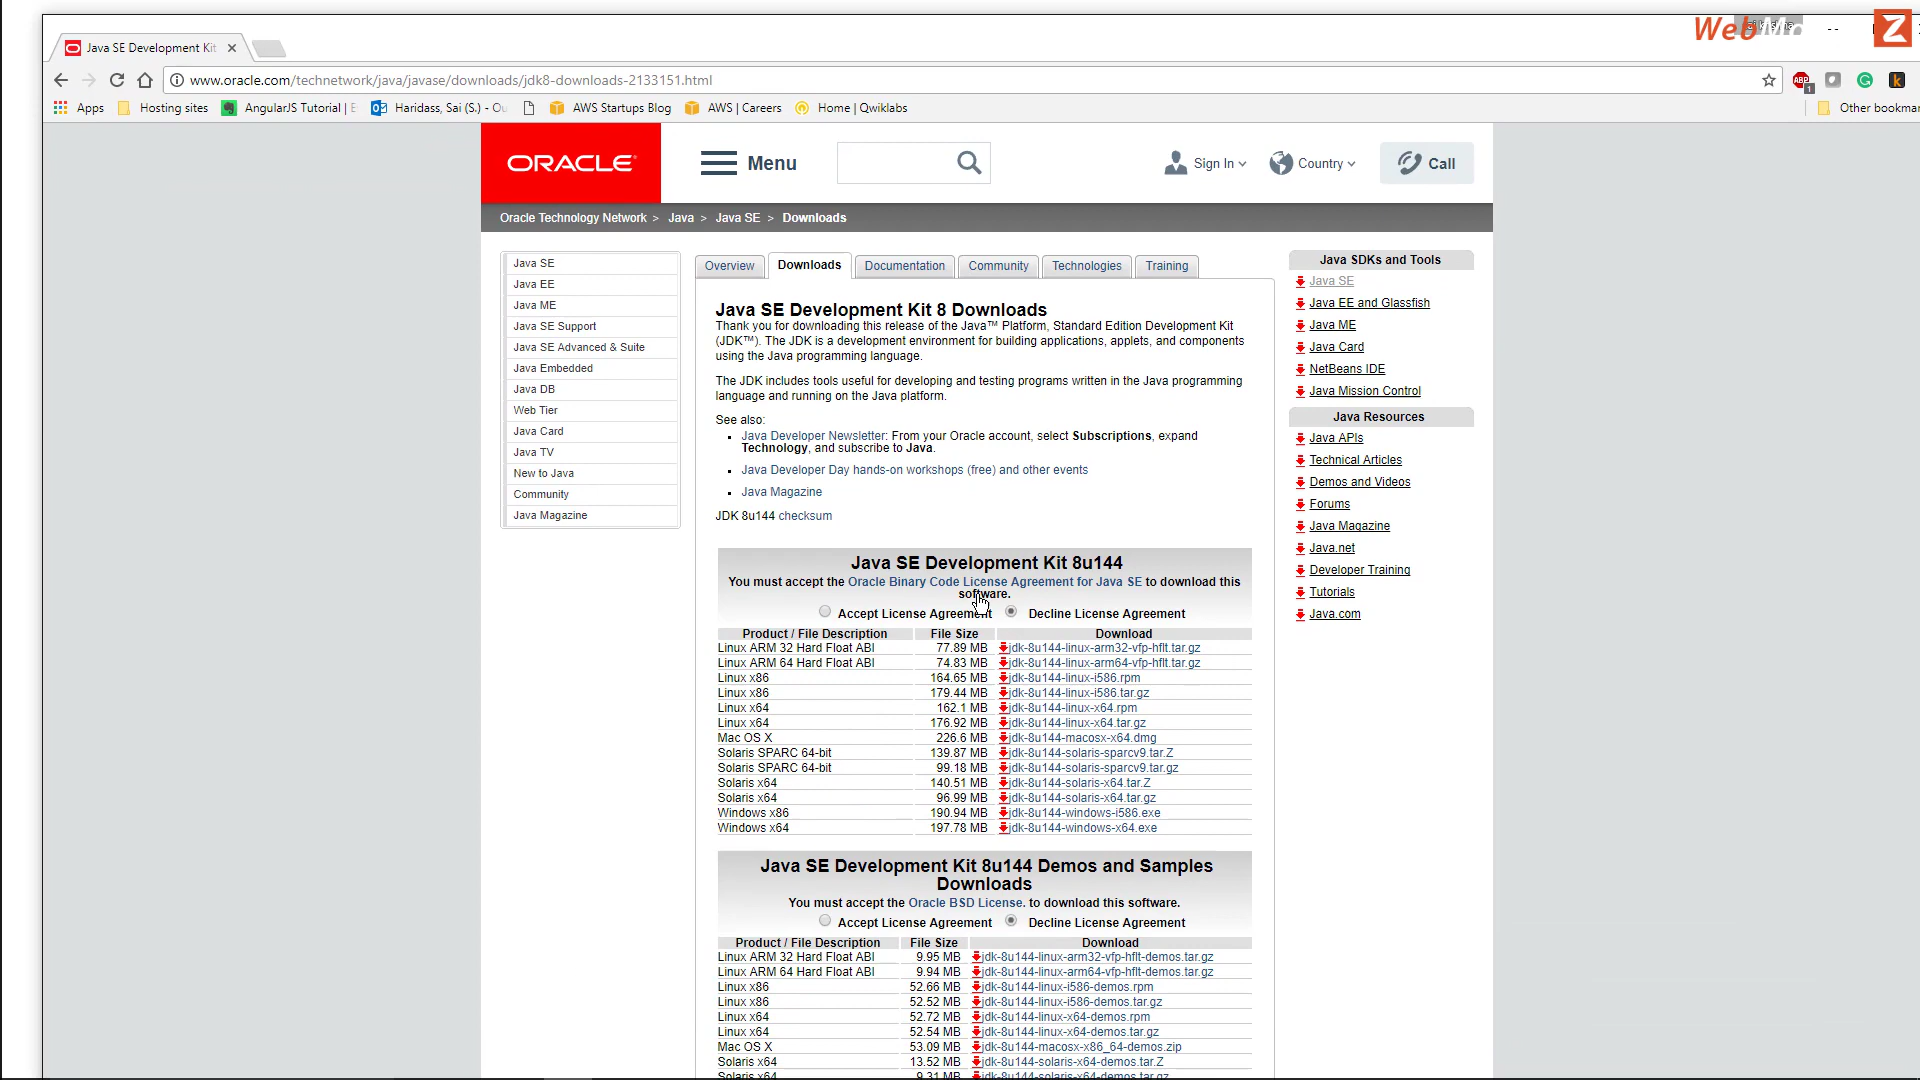 WebMo
Z
Java SE Development Kit
www.oracle.com/technetwork/java/javase/downloads/jdk8-downloads-2133151.html
ABP
1
Apps
Hosting sites
AngularJS Tutorial | E
Haridass, Sai (S.) - Ou
AWS Startups Blog
AWS | Careers
Home | Qwiklabs
Other bookmar
ORACLE
Menu
Sign In
Country
Call
Oracle Technology Network > Java > Java SE > Downloads
Java SE
Java EE
Java ME
Java SE Support
Java SE Advanced & Suite
Java Embedded
Java DB
Web Tier
Java Card
Java TV
New to Java
Community
Java Magazine
Overview
Downloads
Documentation
Community
Technologies
Training
Java SE Development Kit 8 Downloads
Thank you for downloading this release of the Java™ Platform, Standard Edition Development Kit
(JDK™). The JDK is a development environment for building applications, applets, and components
using the Java programming language.
The JDK includes tools useful for developing and testing programs written in the Java programming
language and running on the Java platform.
See also:
Java Developer Newsletter: From your Oracle account, select Subscriptions, expand
Technology, and subscribe to Java.
Java Developer Day hands-on workshops (free) and other events
Java Magazine
JDK 8u144 checksum
Java SE Development Kit 8u144
You must accept the Oracle Binary Code License Agreement for Java SE to download this
software.
Accept License Agreement Decline License Agreement
Product / File Description File Size Download
Linux ARM 32 Hard Float ABI 77.89 MB jdk-8u144-linux-arm32-vfp-hflt.tar.gz
Linux ARM 64 Hard Float ABI 74.83 MB jdk-8u144-linux-arm64-vfp-hflt.tar.gz
Linux x86 164.65 MB jdk-8u144-linux-i586.rpm
Linux x86 179.44 MB jdk-8u144-linux-i586.tar.gz
Linux x64 162.1 MB jdk-8u144-linux-x64.rpm
Linux x64 176.92 MB jdk-8u144-linux-x64.tar.gz
Mac OS X 226.6 MB jdk-8u144-macosx-x64.dmg
Solaris SPARC 64-bit 139.87 MB jdk-8u144-solaris-sparcv9.tar.Z
Solaris SPARC 64-bit 99.18 MB jdk-8u144-solaris-sparcv9.tar.gz
Solaris x64 140.51 MB jdk-8u144-solaris-x64.tar.Z
Solaris x64 96.99 MB jdk-8u144-solaris-x64.tar.gz
Windows x86 190.94 MB jdk-8u144-windows-i586.exe
Windows x64 197.78 MB jdk-8u144-windows-x64.exe
Java SE Development Kit 8u144 Demos and Samples
Downloads
You must accept the Oracle BSD License. to download this software.
Accept License Agreement Decline License Agreement
Product / File Description File Size Download
Linux ARM 32 Hard Float ABI 9.95 MB jdk-8u144-linux-arm32-vfp-hflt-demos.tar.gz
Linux ARM 64 Hard Float ABI 9.94 MB jdk-8u144-linux-arm64-vfp-hflt-demos.tar.gz
Linux x86 52.66 MB jdk-8u144-linux-i586-demos.rpm
Linux x86 52.52 MB jdk-8u144-linux-i586-demos.tar.gz
Linux x64 52.72 MB jdk-8u144-linux-x64-demos.rpm
Linux x64 52.54 MB jdk-8u144-linux-x64-demos.tar.gz
Mac OS X 53.09 MB jdk-8u144-macosx-x86_64-demos.zip
Solaris x64 13.52 MB jdk-8u144-solaris-x64-demos.tar.Z
Solaris x64 9.31 MB jdk-8u144-solaris-x64-demos.tar.gz
Java SDKs and Tools
Java SE
Java EE and Glassfish
Java ME
Java Card
NetBeans IDE
Java Mission Control
Java Resources
Java APIs
Technical Articles
Demos and Videos
Forums
Java Magazine
Java.net
Developer Training
Tutorials
Java.com